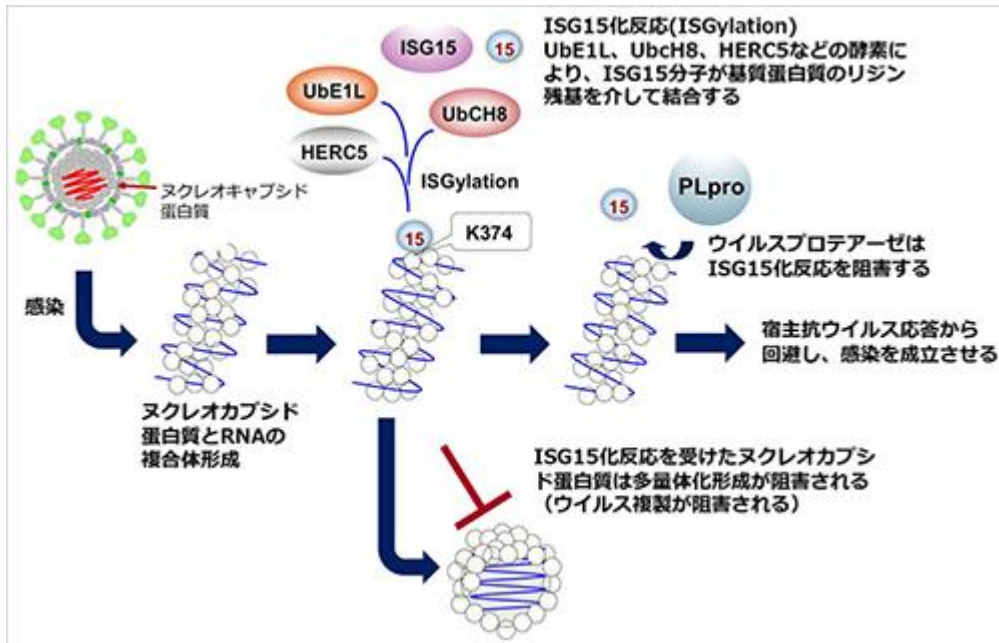 ISG15
15
ISG15化反応(ISGylation)
UbE1L、UbcH8、HERC5などの酵素に
より、ISG15分子が基質蛋白質のリジン
残基を介して結合する
UbE1L
UbCH8
HERC5
ISGylation
ヌクレオキャプシド
蛋白質
15
K374
15
PLpro
ウイルスプロテアーゼは
ISG15化反応を阻害する
感染
宿主抗ウイルス応答から
回避し、感染を成立させる
ヌクレオカプシド
蛋白質とRNAの
複合体形成
ISG15化反応を受けたヌクレオカプシ
ド蛋白質は多量体化形成が阻害される
（ウイルス複製が阻害される）